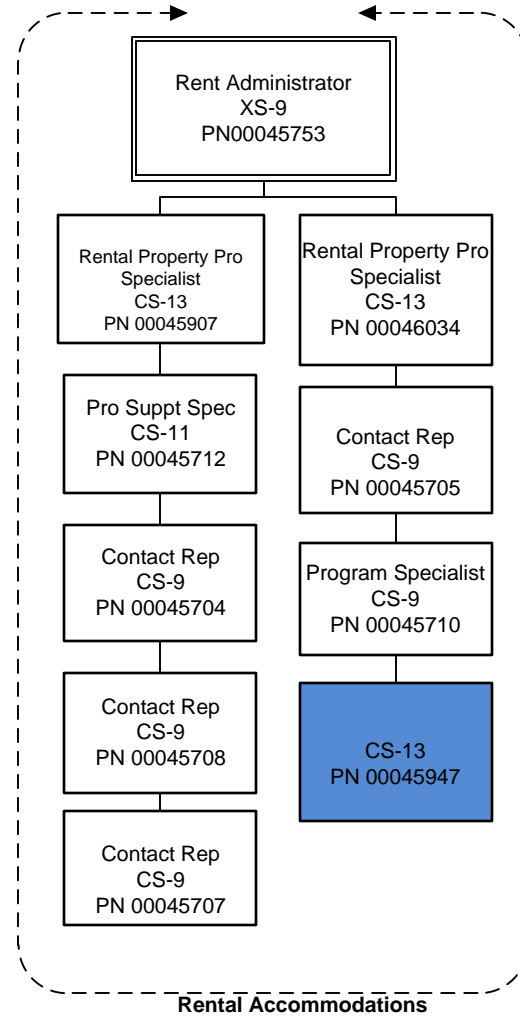 Rent Administrator
XS-9
PN00045753
Rental Property Pro
Specialist
CS-13
PN 00045907
Pro Suppt Spec
CS-11
PN 00045712
Contact Rep
CS-9
PN 00045704
Contact Rep
CS-9
PN 00045708
Contact Rep
CS-9
PN 00045707
Rental Property Pro
Specialist
CS-13
PN 00046034
Contact Rep
CS-9
PN 00045705
Program Specialist
CS-9
PN 00045710
CS-13
PN 00045947
Rental Accommodations